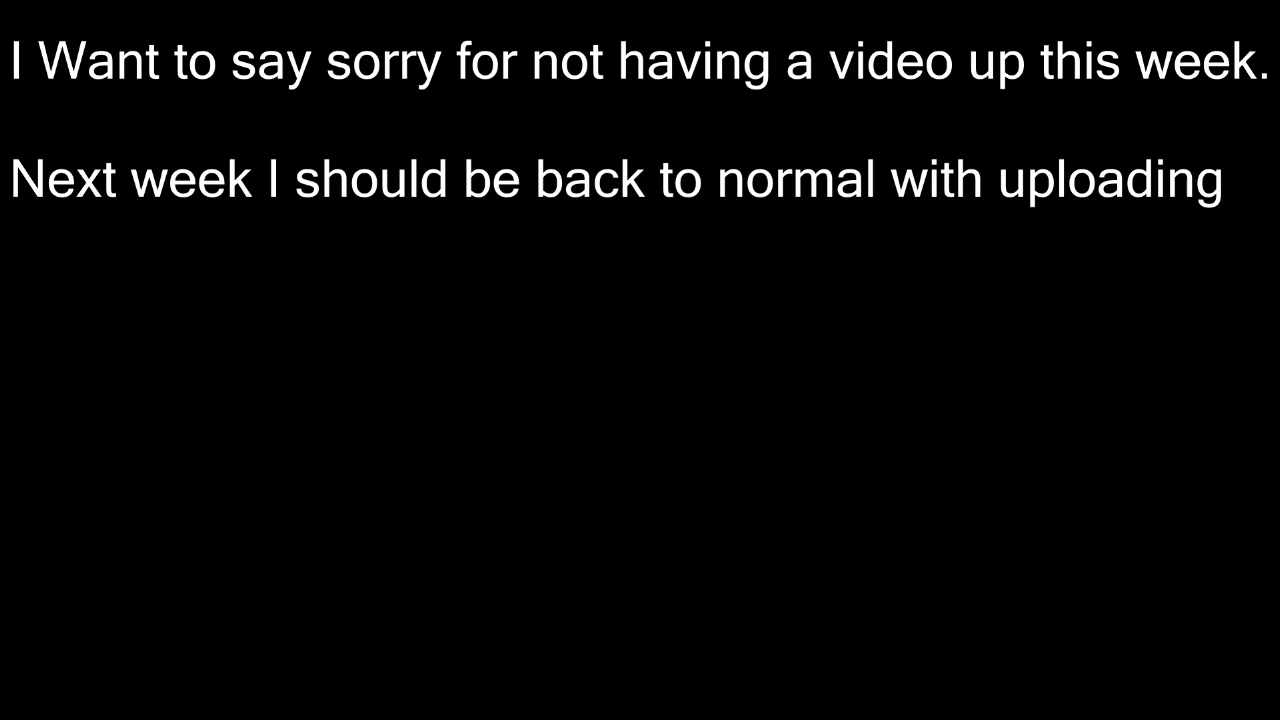 I Want to say sorry for not having a video up this week.
Next week I should be back to normal with uploading